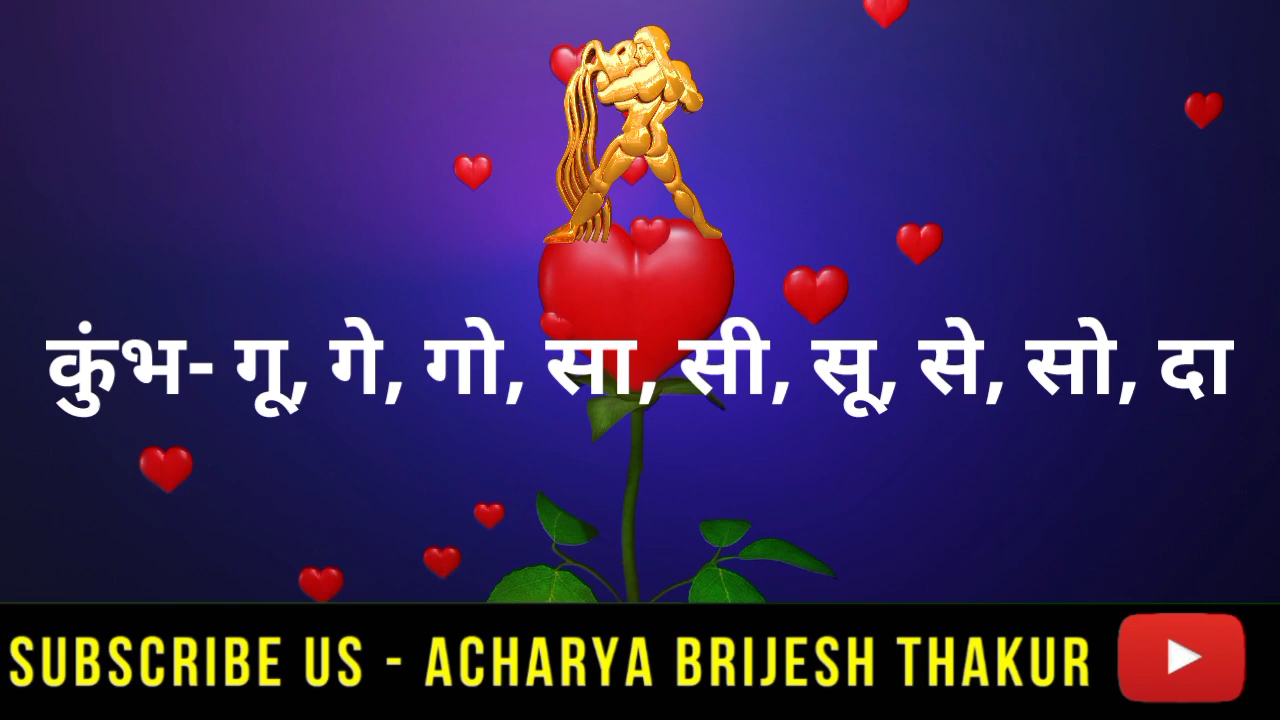 कुंभ- गू, गे, गो, सा, सी, सू, से, सो, दा
SUBSCRIBE US - ACHARYA BRIJESH THAKUR